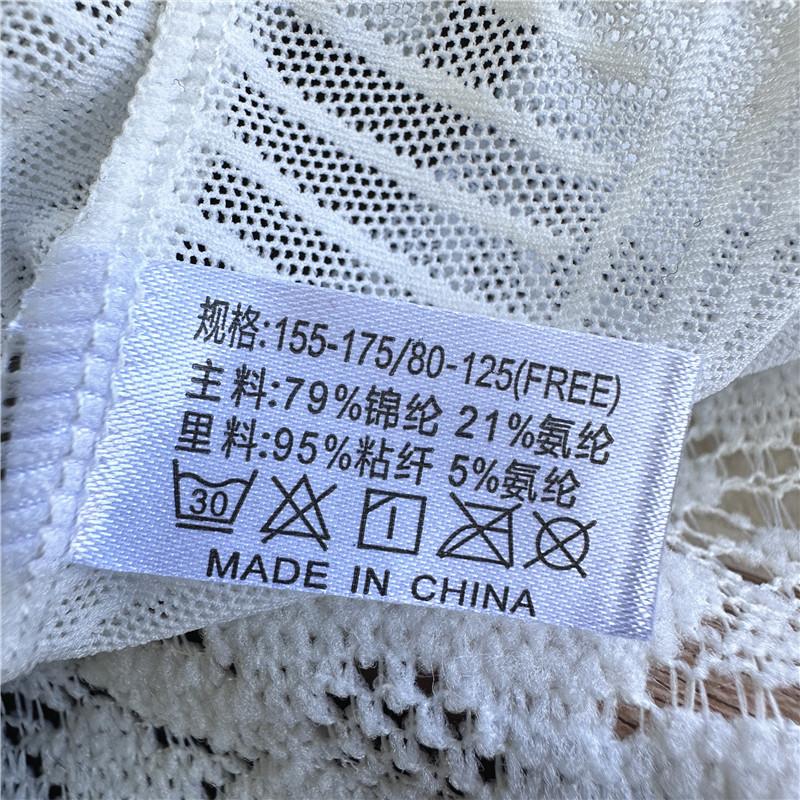 规格:155-175/80-125(FREE)
主料:79%锦纶 21%氨纶
里料:95%粘纤 5%氨纶
30
MADE IN CHINA